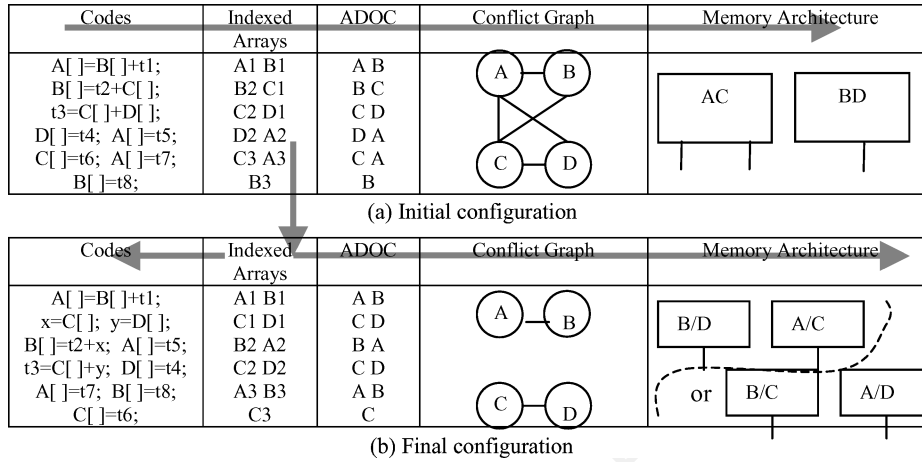 Codes Indexed Arrays ADOC Conflict Graph Memory Architecture
A[ ]=B[ ]+t1; A1 B1 A B
B[ ]=t2+C[ ]; B2 C1 B C
t3=C[ ]+D[ ]; C2 D1 C D
D[ ]=t4; A[ ]=t5; D2 A2 D A
C[ ]=t6; A[ ]=t7; C3 A3 C A
B[ ]=t8; B3 B
A B
C D
AC BD
(a) Initial configuration
Codes Indexed Arrays ADOC Conflict Graph Memory Architecture
A[ ]=B[ ]+t1; A1 B1 A B
x=C[ ]; y=D[ ]; C1 D1 C D
B[ ]=t2+x; A[ ]=t5; B2 A2 B A
t3=C[ ]+y; D[ ]=t4; C2 D2 C D
A[ ]=t7; B[ ]=t8; A3 B3 A B
C[ ]=t6; C3 C
A B
C D
B/D A/C
or B/C A/D
(b) Final configuration